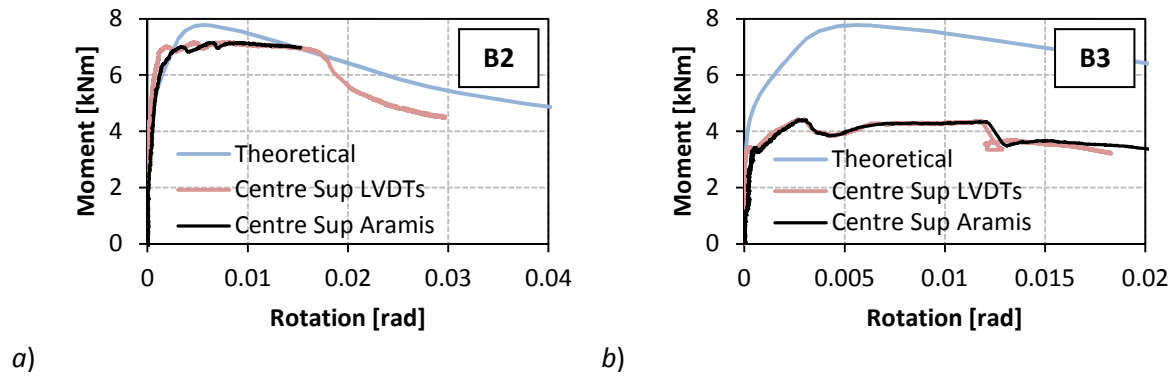 8
6
4
2
0
Moment [kNm]
B2
Theoretical
Centre Sup LVDTs
Centre Sup Aramis
0 0.01 0.02 0.03 0.04
Rotation [rad]
a)
8
6
4
2
0
Moment [kNm]
B3
Theoretical
Centre Sup LVDTs
Centre Sup Aramis
0 0.005 0.01 0.015 0.02
Rotation [rad]
b)